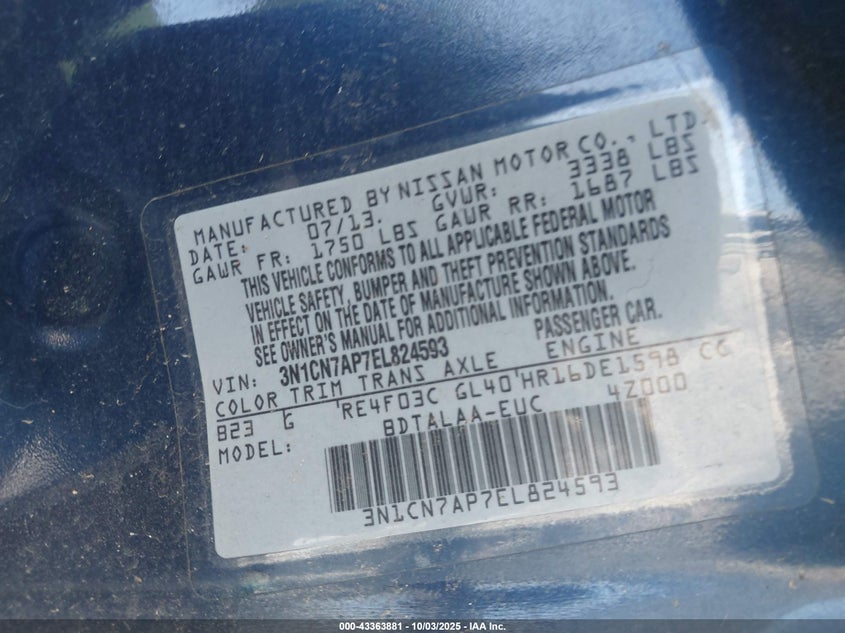 MANUFACTURED BY NISSAN MOTOR CO., LTD
DATE: 07/13. GVWR: 3338 LBS
GAWR FR: 1750 LBS GAWR RR: 1687 LBS
THIS VEHICLE CONFORMS TO ALL APPLICABLE FEDERAL MOTOR
VEHICLE SAFETY, BUMPER AND THEFT PREVENTION STANDARDS
IN EFFECT ON THE DATE OF MANUFACTURE SHOWN ABOVE.
SEE OWNER'S MANUAL FOR ADDITIONAL INFORMATION.
VIN: 3N1CN7AP7EL824593 PASSENGER CAR.
COLOR TRIM TRANS AXLE ENGINE
B23 G RE4F03C GL40 HR16DE1598 CG
MODEL: BDTALAA-EUC 4Z000
3N1CN7AP7EL824593
000-43363881 - 10/03/2025 - IAA Inc.